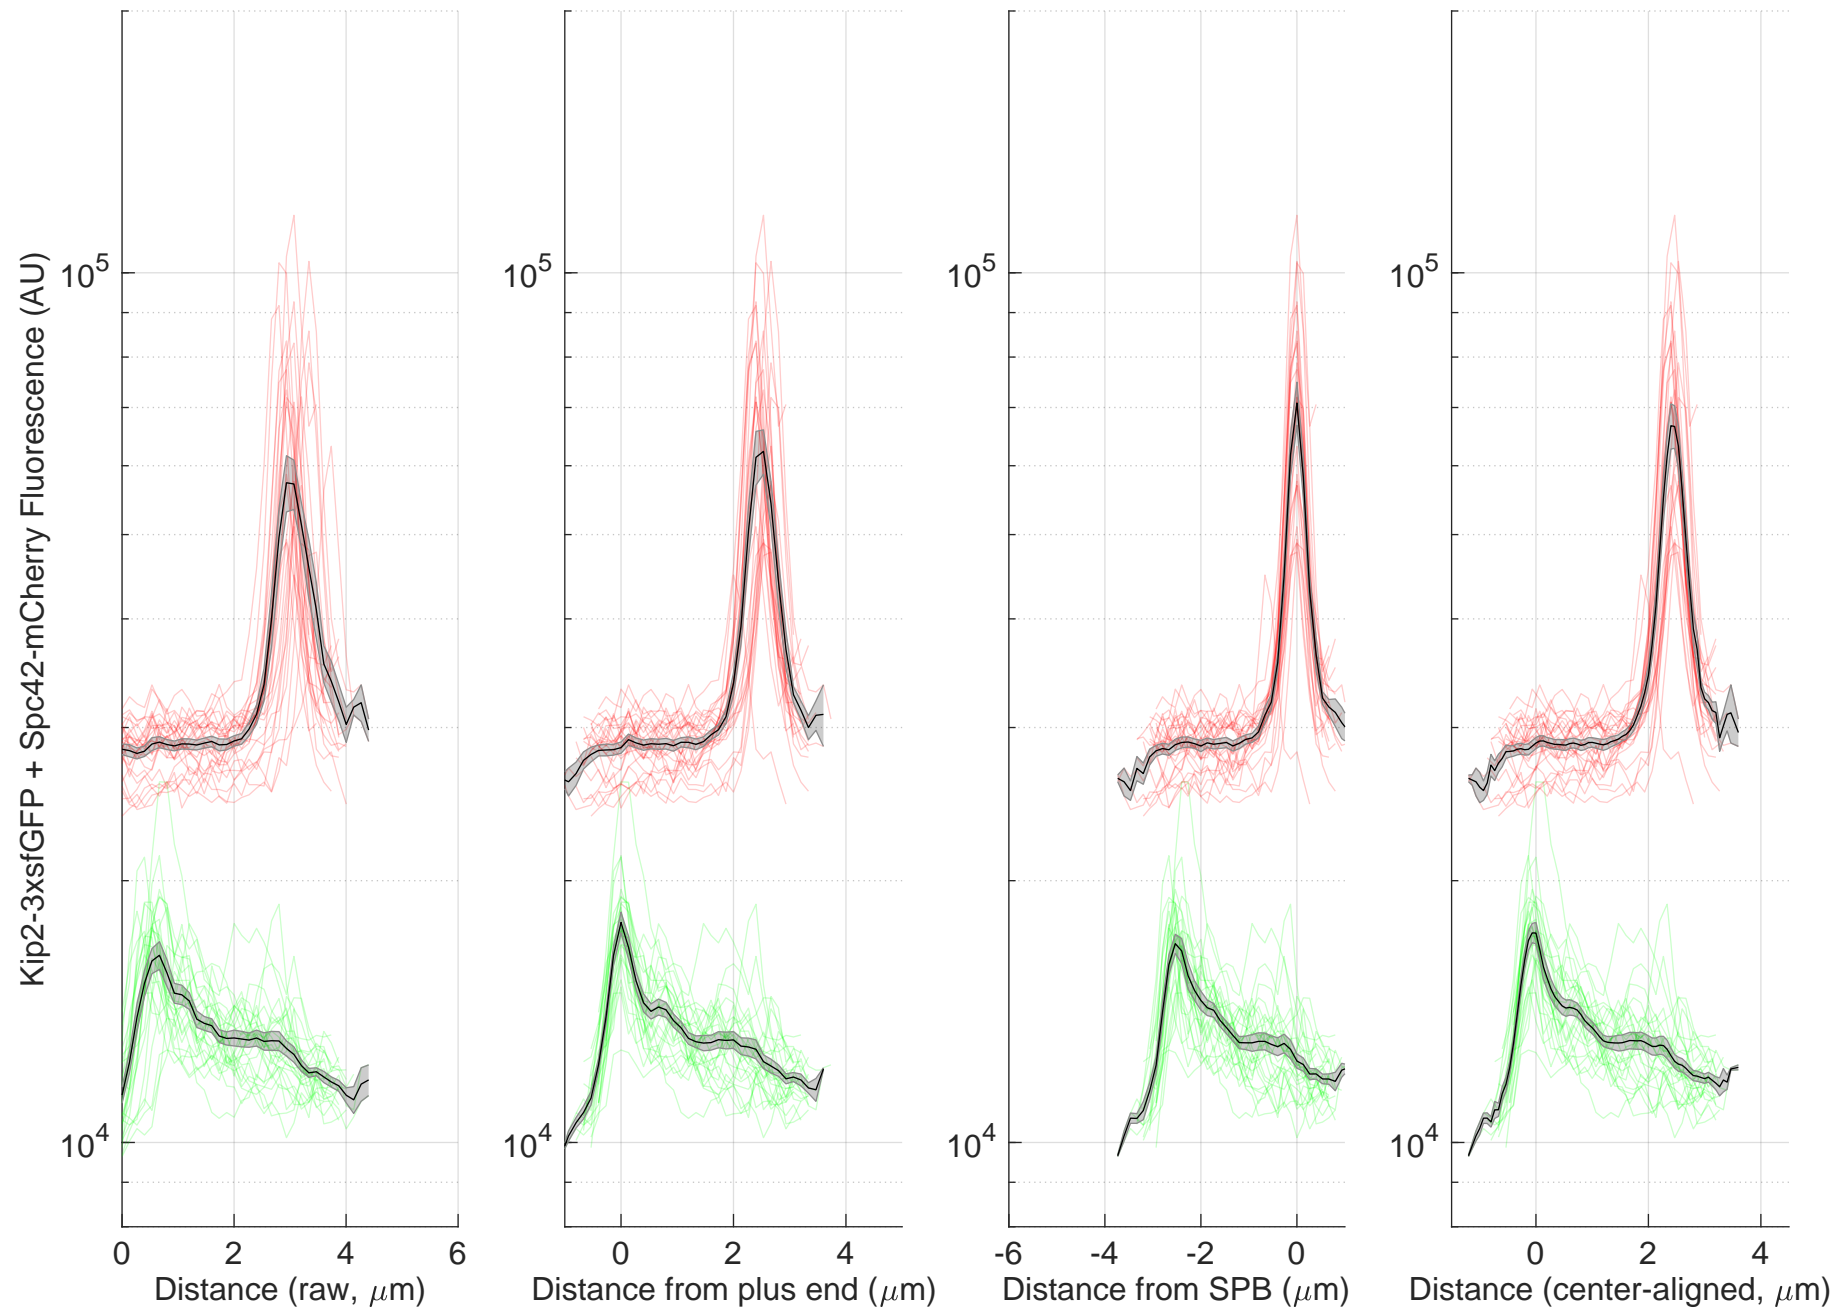 Kip2-3xsfGFP + Spc42-mCherry Fluorescence (AU)
10^5
10^4
0 2 4 6
Distance (raw, μm)
10^5
10^4
0 2 4
Distance from plus end (μm)
10^5
10^4
-6 -4 -2 0
Distance from SPB (μm)
10^5
10^4
0 2 4
Distance (center-aligned, μm)